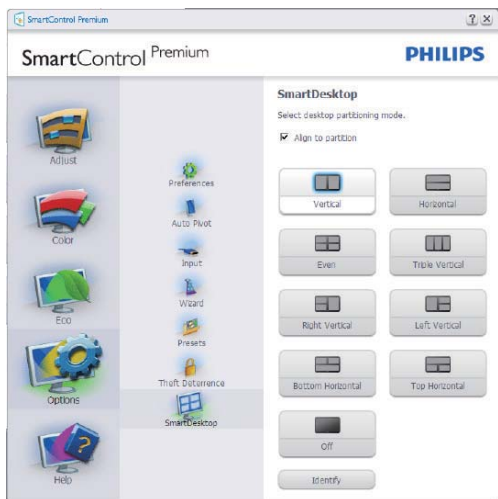 SmartControl Premium
SmartControl Premium
PHILIPS
Adjust
Color
Eco
Options
Help
Preferences
Auto Pivot
Input
Wizard
Presets
Theft Deterrence
SmartDesktop
SmartDesktop
Select desktop partitioning mode.
Align to partition
Vertical
Horizontal
Even
Triple Vertical
Right Vertical
Left Vertical
Bottom Horizontal
Top Horizontal
Off
Identify